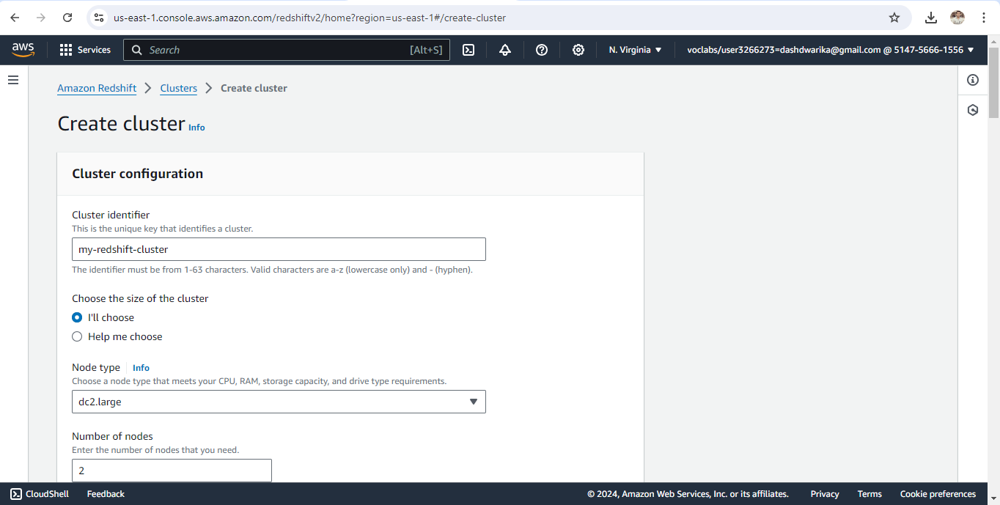 us-east-1.console.aws.amazon.com/redshiftv2/home?region=us-east-1#/create-cluster
aws Services Search [Alt+S] N. Virginia voclabs/user3266273=dashdwarika@gmail.com @ 5147-5666-1556
Amazon Redshift Clusters Create cluster
Create cluster Info
Cluster configuration
Cluster identifier
This is the unique key that identifies a cluster.
my-redshift-cluster
The identifier must be from 1-63 characters. Valid characters are a-z (lowercase only) and - (hyphen).
Choose the size of the cluster
I'll choose
Help me choose
Node type Info
Choose a node type that meets your CPU, RAM, storage capacity, and drive type requirements.
dc2.large
Number of nodes
Enter the number of nodes that you need.
2
CloudShell Feedback © 2024, Amazon Web Services, Inc. or its affiliates. Privacy Terms Cookie preferences